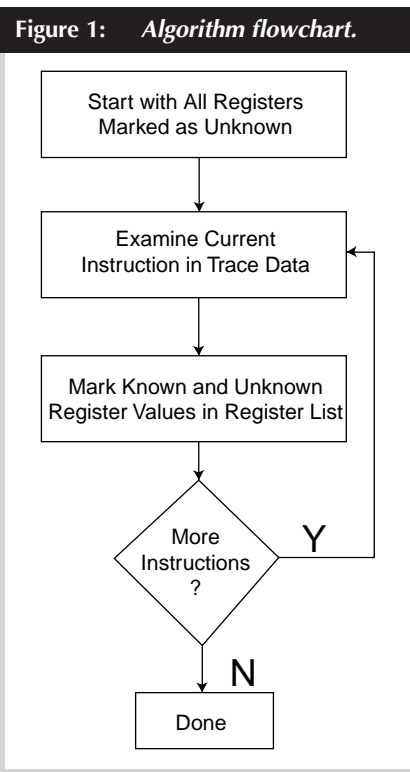 Figure 1: Algorithm flowchart.
Start with All Registers
Marked as Unknown
Examine Current
Instruction in Trace Data
Mark Known and Unknown
Register Values in Register List
More
Instructions
?
Y
N
Done